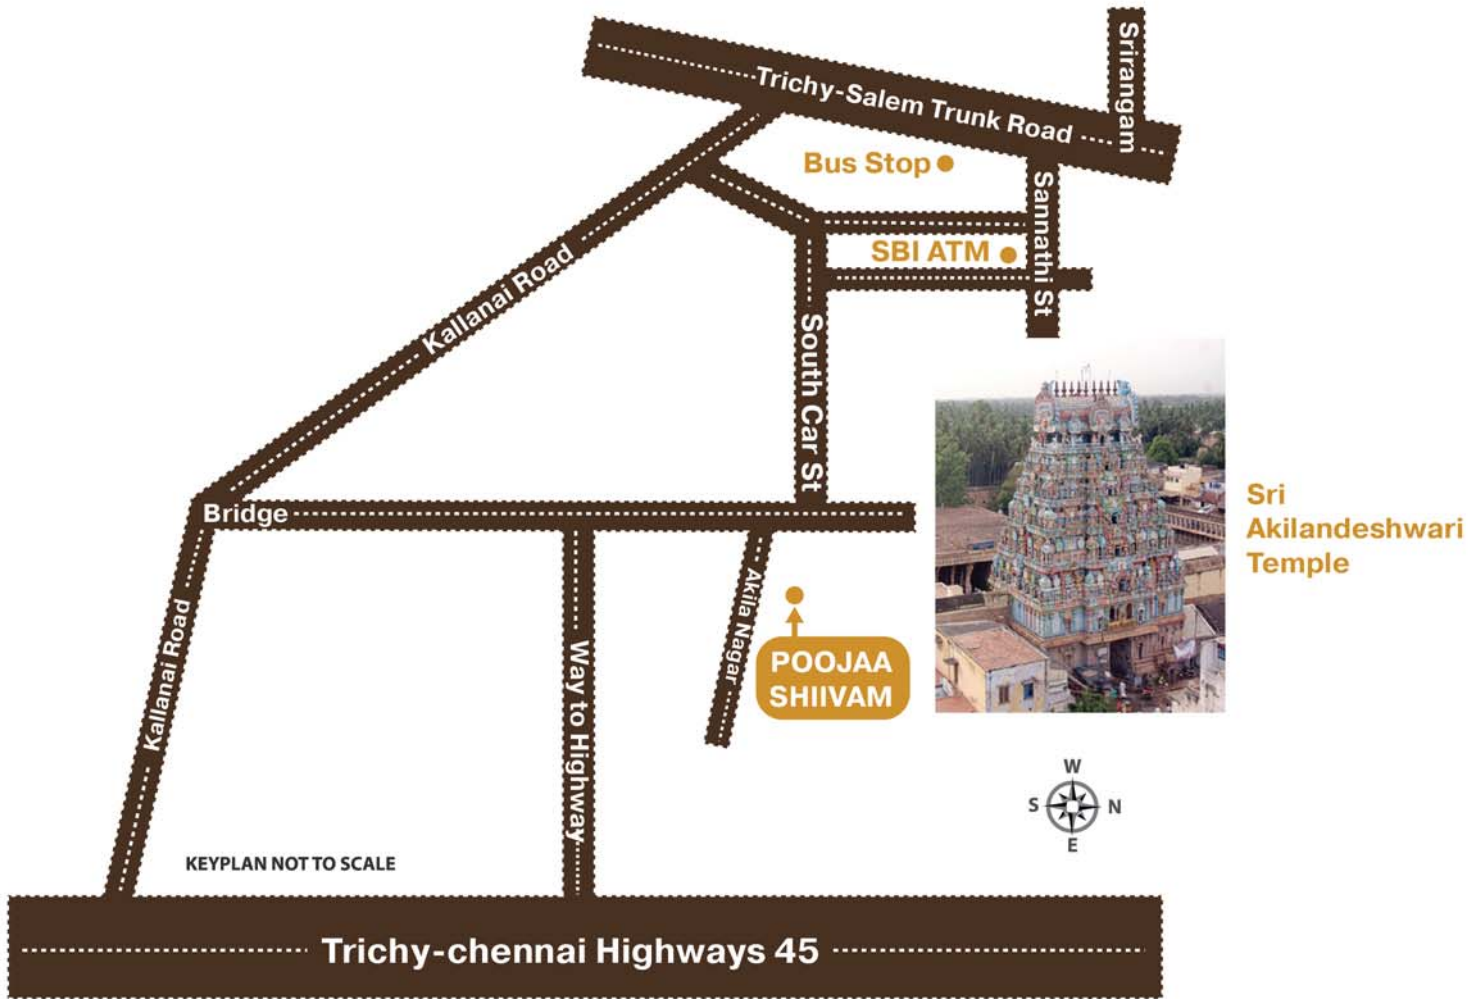 Srirangam
Trichy-Salem Trunk Road
Bus Stop
Sannathi St
SBI ATM
Kallanai Road
South Car St
Sri
Akilandeshwari
Temple
Bridge
Akila Nagar
Kallanai Road
Way to Highway
POOJAA
SHIIVAM
W
S
N
E
KEYPLAN NOT TO SCALE
Trichy-chennai Highways 45